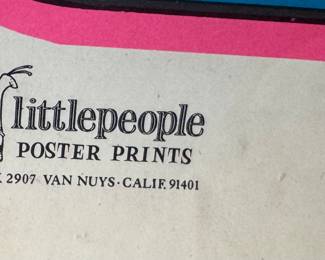 littlepeople
POSTER PRINTS
2907 VAN NUYS·CALIF. 91401